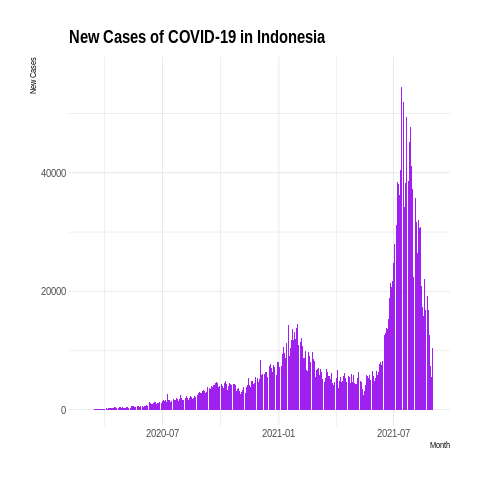 New Cases of COVID-19 in Indonesia
New Cases
40000
20000
0
2020-07
2021-01
2021-07
Month